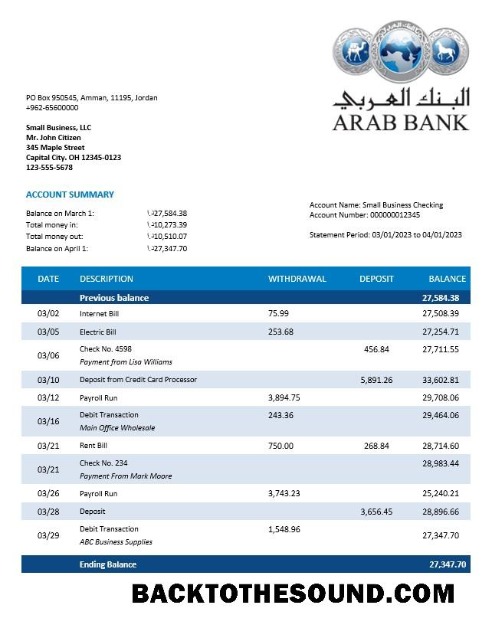 البنك العربي
ARAB BANK
PO Box 950545, Amman, 11195, Jordan
+962-65600000
Small Business, LLC
Mr. John Citizen
345 Maple Street
Capital City. OH 12345-0123
123-555-5678
ACCOUNT SUMMARY
Balance on March 1: 27,584.38
Total money in: 10,273.39
Total money out: 10,510.07
Balance on April 1: 27,347.70
Account Name: Small Business Checking
Account Number: 000000012345
Statement Period: 03/01/2023 to 04/01/2023
DATE DESCRIPTION WITHDRAWAL DEPOSIT BALANCE
Previous balance 27,584.38
03/02 Internet Bill 75.99 27,508.39
03/05 Electric Bill 253.68 27,254.71
03/06 Check No. 4598 456.84 27,711.55
Payment from Lisa Williams
03/10 Deposit from Credit Card Processor 5,891.26 33,602.81
03/12 Payroll Run 3,894.75 29,708.06
03/16 Debit Transaction 243.36 29,464.06
Main Office Wholesale
03/21 Rent Bill 750.00 268.84 28,714.60
03/21 Check No. 234 28,983.44
Payment From Mark Moore
03/26 Payroll Run 3,743.23 25,240.21
03/28 Deposit 3,656.45 28,896.66
03/29 Debit Transaction 1,548.96 27,347.70
ABC Business Supplies
Ending Balance 27,347.70
BACKTOTHESOUND.COM